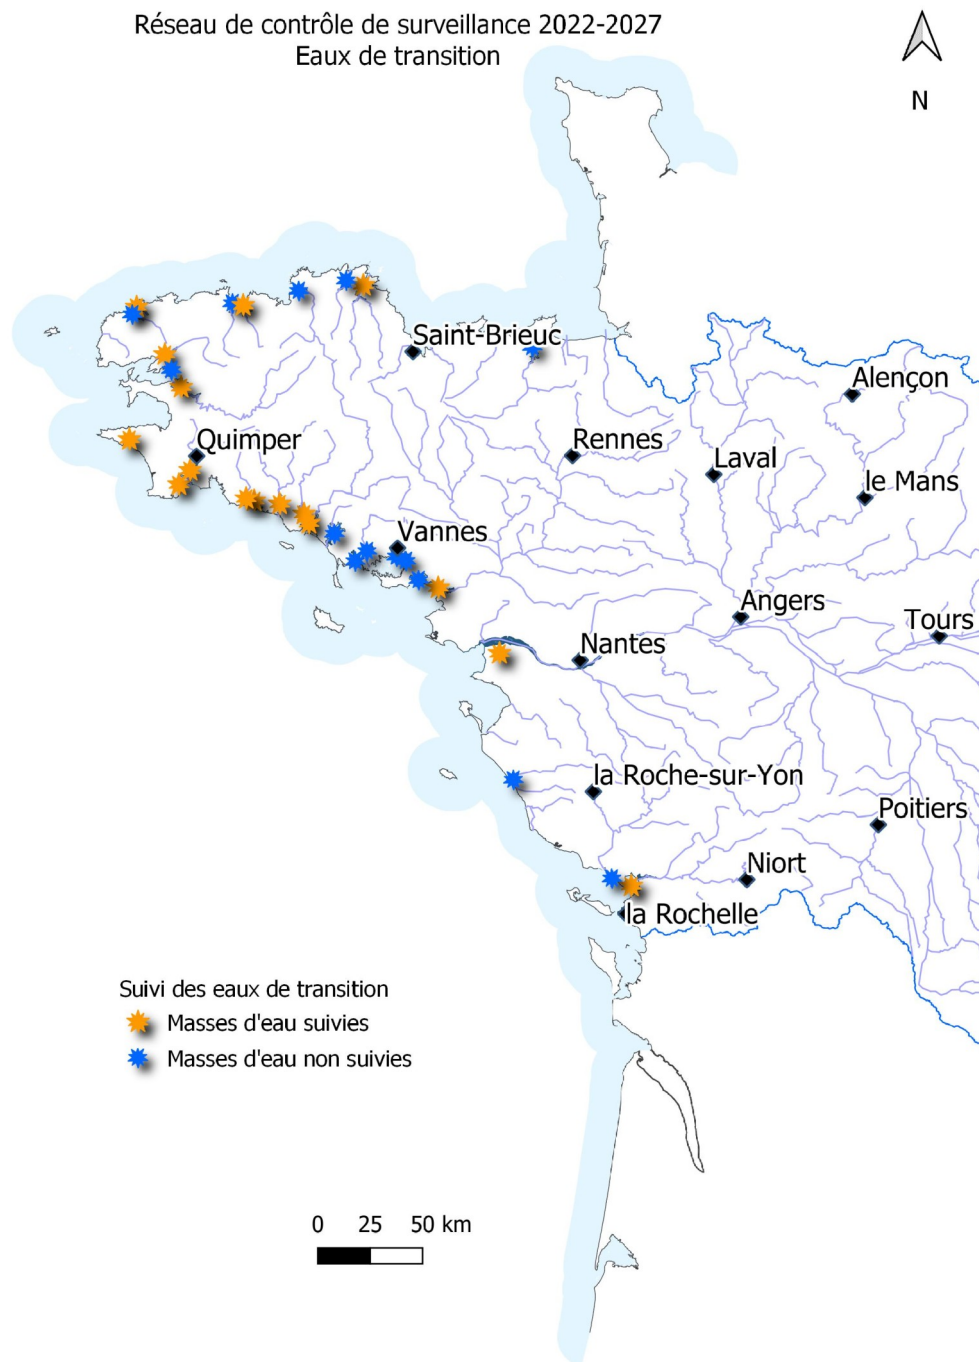 Réseau de contrôle de surveillance 2022-2027
Eaux de transition
N
Saint-Brieuc
Alençon
Quimper
Rennes
Laval
le Mans
Vannes
Angers
Tours
Nantes
la Roche-sur-Yon
Poitiers
Niort
la Rochelle
Suivi des eaux de transition
Masses d'eau suivies
Masses d'eau non suivies
0 25 50 km